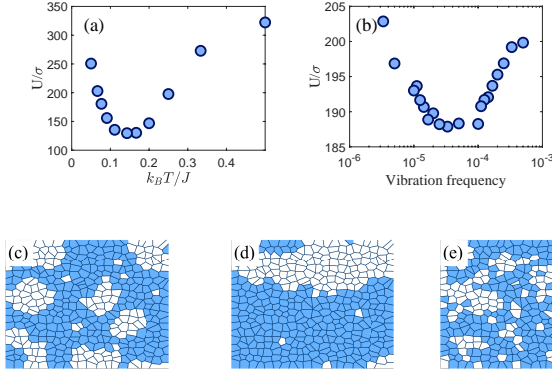 (a)
U/σ
350
300
250
200
150
100
0
0.1
0.2
0.3
0.4
k_BT/J
(b)
U/σ
205
200
195
190
185
10⁻⁶
10⁻⁵
10⁻⁴
10⁻³
Vibration frequency
(c)
(d)
(e)